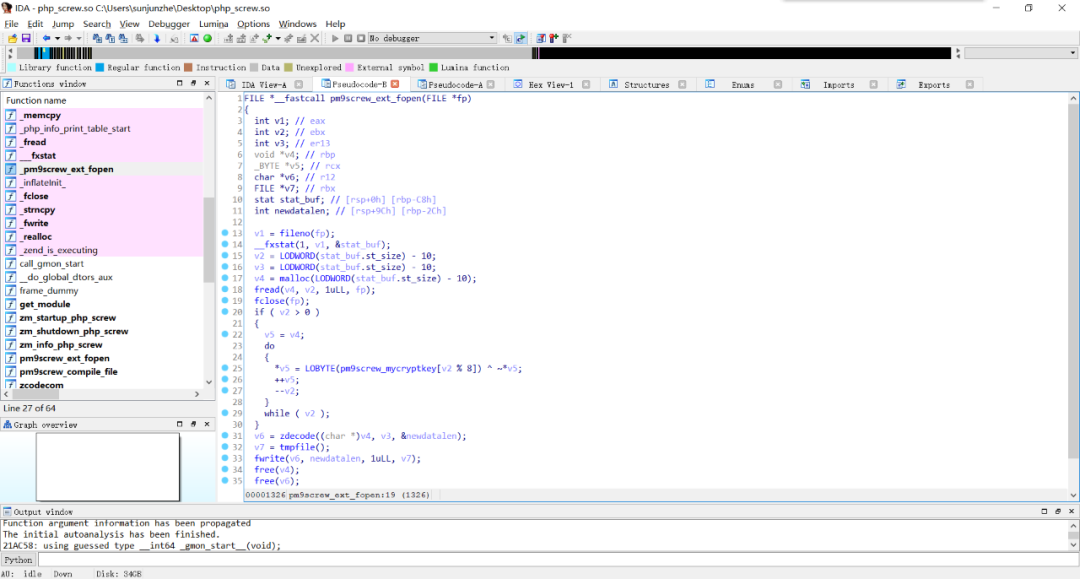 IDA - php_screw.so C:\Users\sunjunzhe\Desktop\php_screw.so
File Edit Jump Search View Debugger Lumina Options Windows Help
No debugger
Library function Regular function Instruction Data Unexplored External symbol Lumina function
Functions window
IDA View-A Pseudocode-B Pseudocode-A Hex View-1 Structures Enums Imports Exports
Function name
f _memcpy
f _php_info_print_table_start
f _fread
f __fxstat
f _pm9screw_ext_fopen
f _inflateInit_
f _fclose
f _strncpy
f _fwrite
f _realloc
f _zend_is_executing
f call_gmon_start
f __do_global_dtors_aux
f frame_dummy
f get_module
f zm_startup_php_screw
f zm_shutdown_php_screw
f zm_info_php_screw
f pm9screw_ext_fopen
f pm9screw_compile_file
f zcodecom
Line 27 of 64
Graph overview
1 FILE *__fastcall pm9screw_ext_fopen(FILE *fp)
2 {
3 int v1; // eax
4 int v2; // ebx
5 int v3; // er13
6 void *v4; // rbp
7 _BYTE *v5; // rcx
8 char *v6; // r12
9 FILE *v7; // rbx
10 stat stat_buf; // [rsp+0h] [rbp-C8h]
11 int newdatalen; // [rsp+9Ch] [rbp-2Ch]
12
13 v1 = fileno(fp);
14 __fxstat(1, v1, &stat_buf);
15 v2 = LODWORD(stat_buf.st_size) - 10;
16 v3 = LODWORD(stat_buf.st_size) - 10;
17 v4 = malloc(LODWORD(stat_buf.st_size) - 10);
18 fread(v4, v2, 1uLL, fp);
19 fclose(fp);
20 if ( v2 > 0 )
21 {
22 v5 = v4;
23 do
24 {
25 *v5 = LOBYTE(pm9screw_mycryptkey[v2 % 8]) ^ ~*v5;
26 ++v5;
27 --v2;
28 }
29 while ( v2 );
30 }
31 v6 = zdecode((char *)v4, v3, &newdatalen);
32 v7 = tmpfile();
33 fwrite(v6, newdatalen, 1uLL, v7);
34 free(v4);
35 free(v6);
00001326 pm9screw_ext_fopen:19 (1326)
Output window
Function argument information has been propagated
The initial autoanalysis has been finished.
21AC58: using guessed type __int64 _gmon_start__(void);
Python
AU: idle Down Disk: 34GB